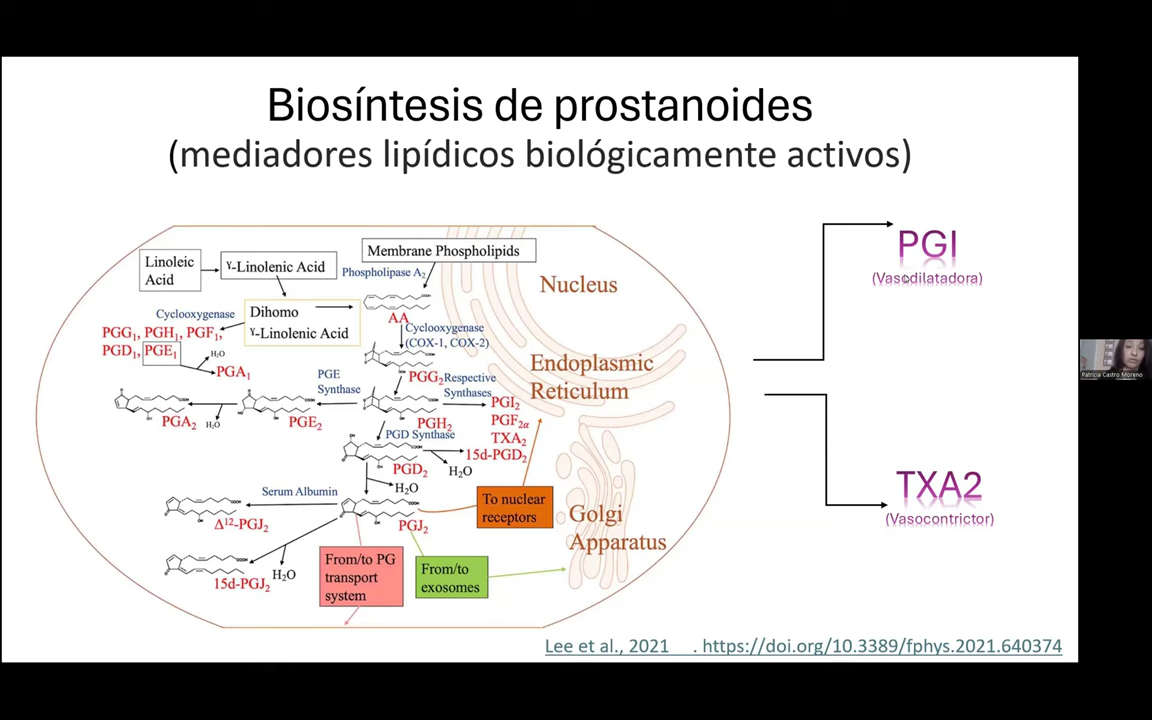 Biosíntesis de prostanoides
(mediadores lipídicos biológicamente activos)
Linoleic
Acid
γ-Linolenic Acid
Membrane Phospholipids
Phospholipase A2
Dihomo
γ-Linolenic Acid
Cyclooxygenase
PGG1, PGH1, PGF1,
PGD1, PGE1
H2O
PGA1
AA
Cyclooxygenase
(COX-1, COX-2)
PGG2
Respective
Synthases
PGE
Synthase
PGA2
H2O
PGE2
PGH2
PGI2
PGF2α
TXA2
15d-PGD2
PGD Synthase
PGD2
H2O
H2O
Serum Albumin
Δ12-PGJ2
PGJ2
15d-PGJ2
H2O
To nuclear
receptors
From/to PG
transport
system
From/to
exosomes
Nucleus
Endoplasmic
Reticulum
Golgi
Apparatus
PGI
(Vasodilatadora)
TXA2
(Vasocontrictor)
Patricia Castro Moreno
Lee et al., 2021 . https://doi.org/10.3389/fphys.2021.640374